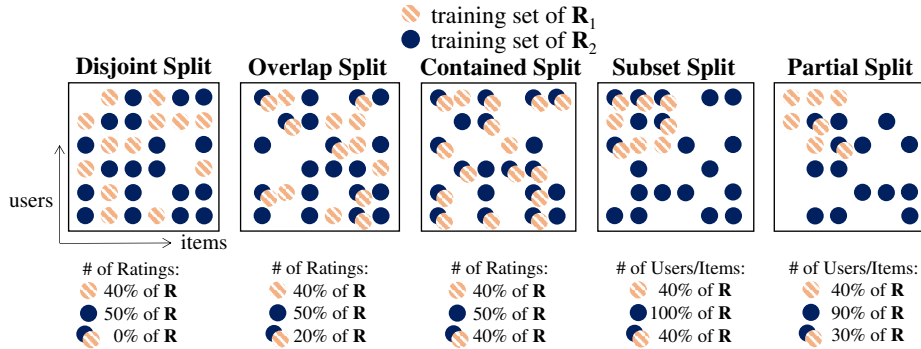 training set of R1
training set of R2
Disjoint Split
Overlap Split
Contained Split
Subset Split
Partial Split
users
items
# of Ratings:
40% of R
50% of R
0% of R
# of Ratings:
40% of R
50% of R
20% of R
# of Ratings:
40% of R
50% of R
40% of R
# of Users/Items:
40% of R
100% of R
40% of R
# of Users/Items:
40% of R
90% of R
30% of R